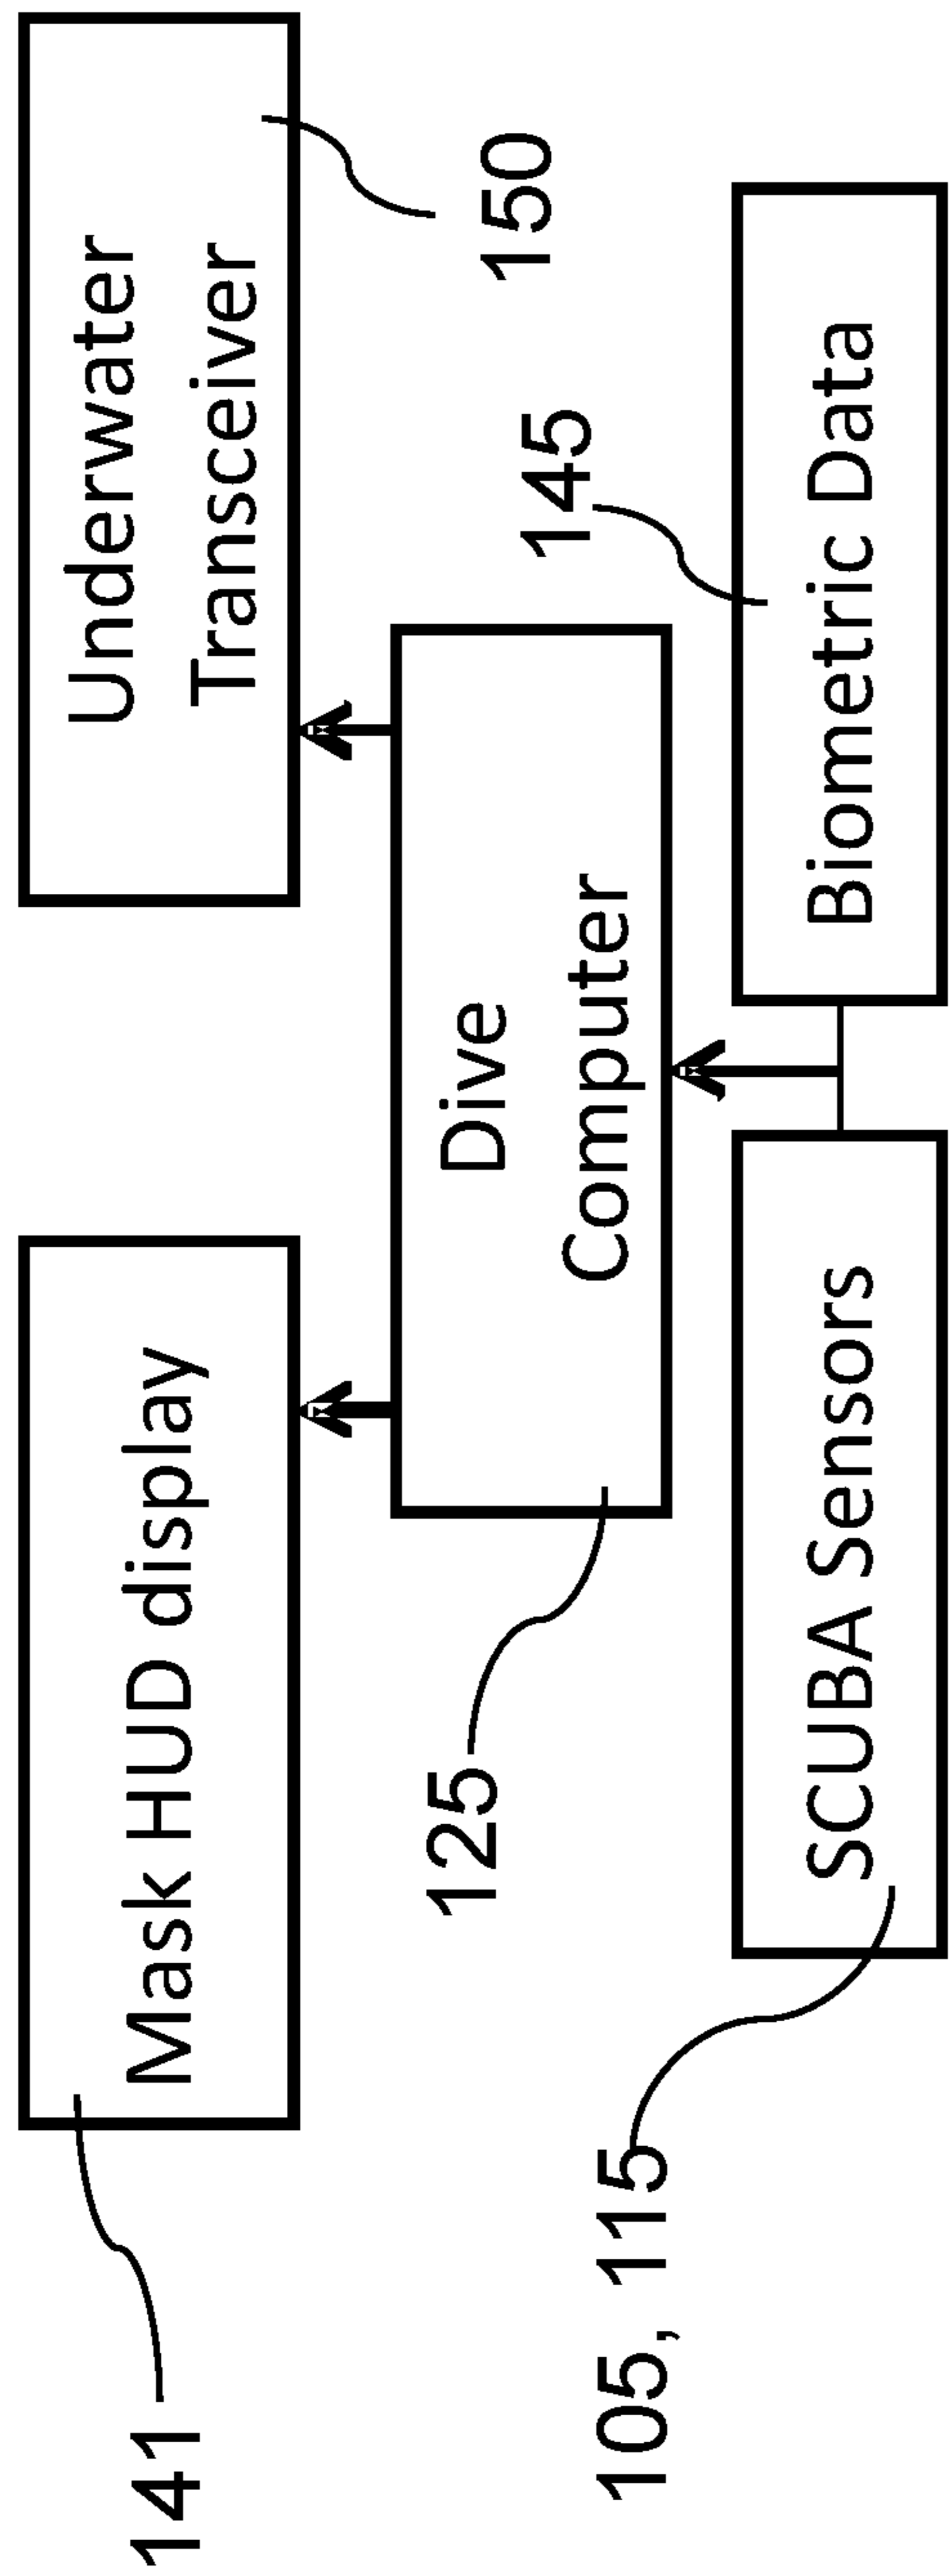 Mask HUD display
141
Underwater
Transceiver
150
Dive
Computer
125
145
105, 115
SCUBA Sensors
Biometric Data